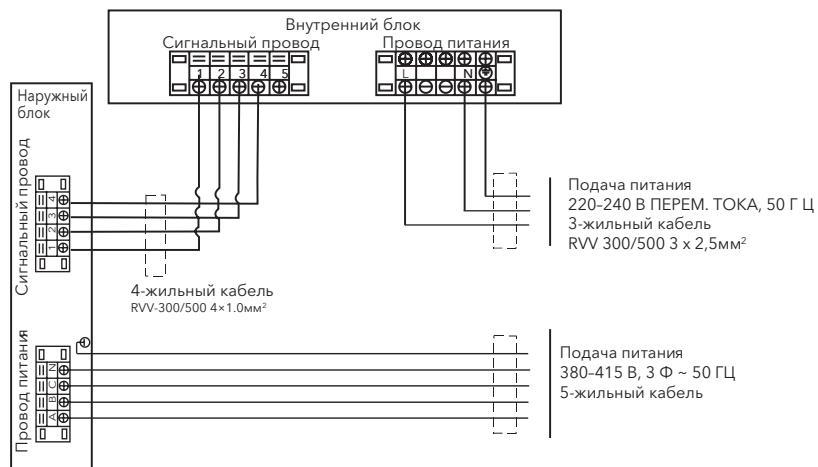 Внутренний блок
Сигнальный провод
Провод питания
1 2 3 4 5
L N
Наружный
блок
Сигнальный провод
4
3
2
1
Подача питания
220-240 В ПЕРЕМ. ТОКА, 50 Г Ц
3-жильный кабель
RVV 300/500 3 x 2,5мм²
4-жильный кабель
RVV-300/500 4×1.0мм²
Провод питания
N
C
B
A
Подача питания
380-415 В, 3 Ф ~ 50 ГЦ
5-жильный кабель